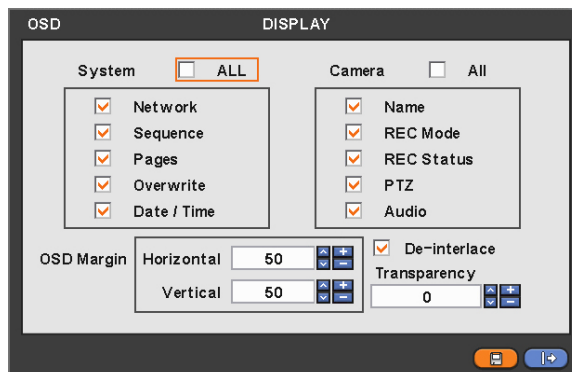 OSD DISPLAY
System ALL Camera All
Network Name
Sequence REC Mode
Pages REC Status
Overwrite PTZ
Date / Time Audio
OSD Margin Horizontal 50 De-interlace
Transparency
Vertical 50 0